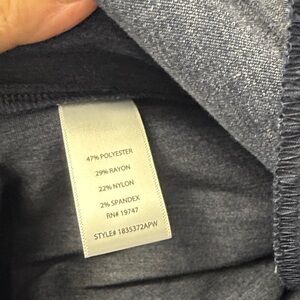 47% POLYESTER
29% RAYON
22% NYLON
2% SPANDEX
RN# 19747
STYLE# 1835372APW